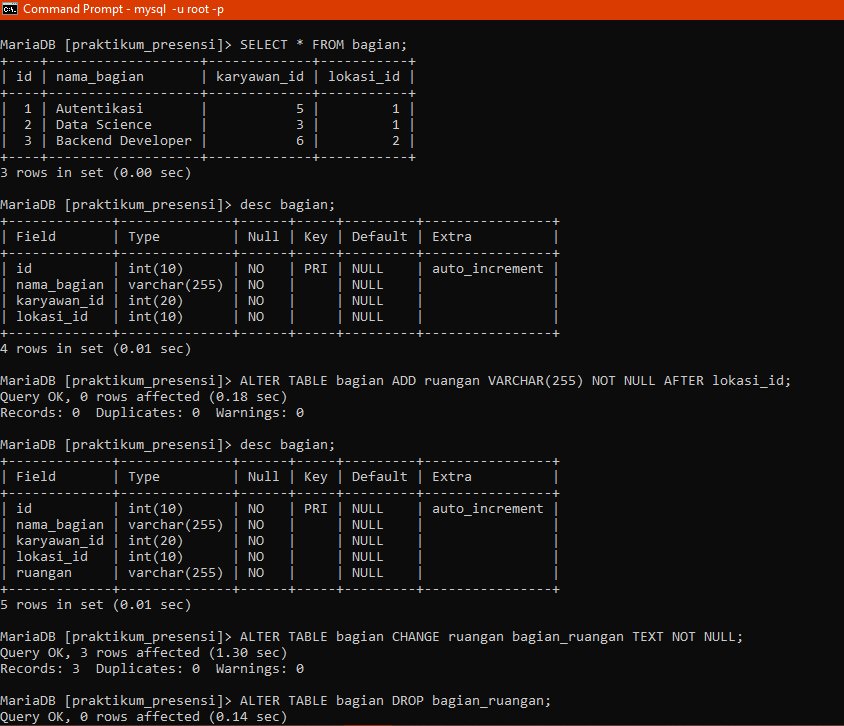 Command Prompt - mysql -u root -p
MariaDB [praktikum_presensi]> SELECT * FROM bagian;
+----+-------------------+-------------+-----------+
| id | nama_bagian       | karyawan_id | lokasi_id |
+----+-------------------+-------------+-----------+
|  1 | Autentikasi       |           5 |         1 |
|  2 | Data Science      |           3 |         1 |
|  3 | Backend Developer |           6 |         2 |
+----+-------------------+-------------+-----------+
3 rows in set (0.00 sec)
MariaDB [praktikum_presensi]> desc bagian;
+-------------+--------------+------+-----+---------+----------------+
| Field       | Type         | Null | Key | Default | Extra          |
+-------------+--------------+------+-----+---------+----------------+
| id          | int(10)      | NO   | PRI | NULL    | auto_increment |
| nama_bagian | varchar(255) | NO   |     | NULL    |                |
| karyawan_id | int(20)      | NO   |     | NULL    |                |
| lokasi_id   | int(10)      | NO   |     | NULL    |                |
+-------------+--------------+------+-----+---------+----------------+
4 rows in set (0.01 sec)
MariaDB [praktikum_presensi]> ALTER TABLE bagian ADD ruangan VARCHAR(255) NOT NULL AFTER lokasi_id;
Query OK, 0 rows affected (0.18 sec)
Records: 0  Duplicates: 0  Warnings: 0
MariaDB [praktikum_presensi]> desc bagian;
+-------------+--------------+------+-----+---------+----------------+
| Field       | Type         | Null | Key | Default | Extra          |
+-------------+--------------+------+-----+---------+----------------+
| id          | int(10)      | NO   | PRI | NULL    | auto_increment |
| nama_bagian | varchar(255) | NO   |     | NULL    |                |
| karyawan_id | int(20)      | NO   |     | NULL    |                |
| lokasi_id   | int(10)      | NO   |     | NULL    |                |
| ruangan     | varchar(255) | NO   |     | NULL    |                |
+-------------+--------------+------+-----+---------+----------------+
5 rows in set (0.01 sec)
MariaDB [praktikum_presensi]> ALTER TABLE bagian CHANGE ruangan bagian_ruangan TEXT NOT NULL;
Query OK, 3 rows affected (1.30 sec)
Records: 3  Duplicates: 0  Warnings: 0
MariaDB [praktikum_presensi]> ALTER TABLE bagian DROP bagian_ruangan;
Query OK, 0 rows affected (0.14 sec)